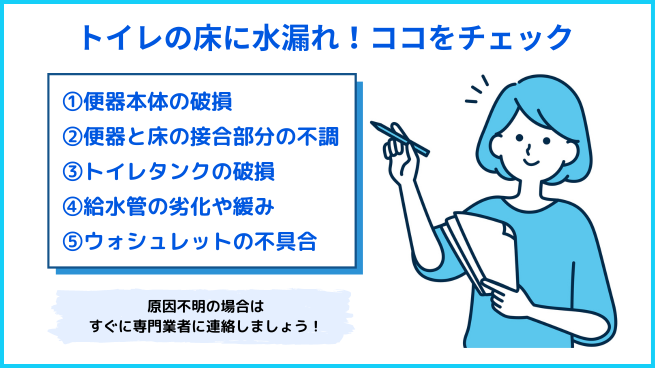 トイレの床に水漏れ！ココをチェック
①便器本体の破損
②便器と床の接合部分の不調
③トイレタンクの破損
④給水管の劣化や緩み
⑤ウォシュレットの不具合
原因不明の場合は
すぐに専門業者に連絡しましょう！